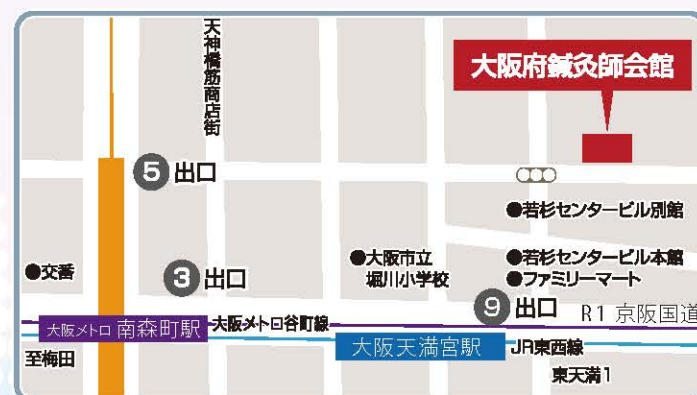 天神橋筋商店街
大阪府鍼灸師会館
5 出口
●若杉センタービル別館
●交番
3 出口
●大阪市立
堀川小学校
●若杉センタービル本館
●ファミリーマート
9 出口
R1 京阪国道
大阪メトロ 南森町駅
大阪メトロ谷町線
至梅田
大阪天満宮駅
JR東西線
東天満1